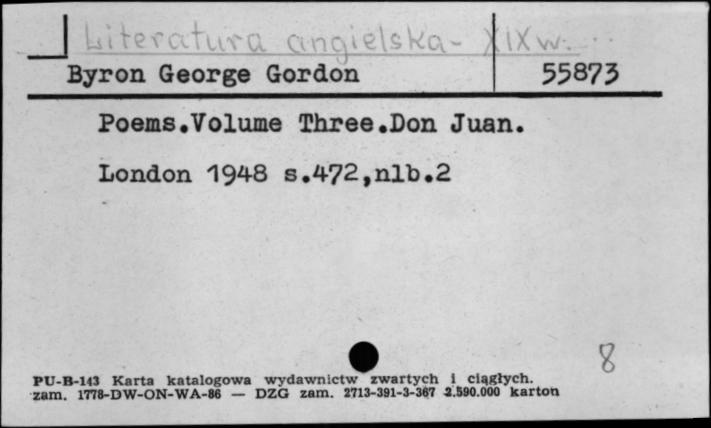 Literatura angielska - XIX w.
Byron George Gordon 55873
Poems.Volume Three.Don Juan.
London 1948 s.472,nlb.2
8
PU-B-143 Karta katalogowa wydawnictw zwartych i ciągłych.
zam. 1778-DW-ON-WA-86 — DZG zam. 2713-391-3-367 2.590.000 karton